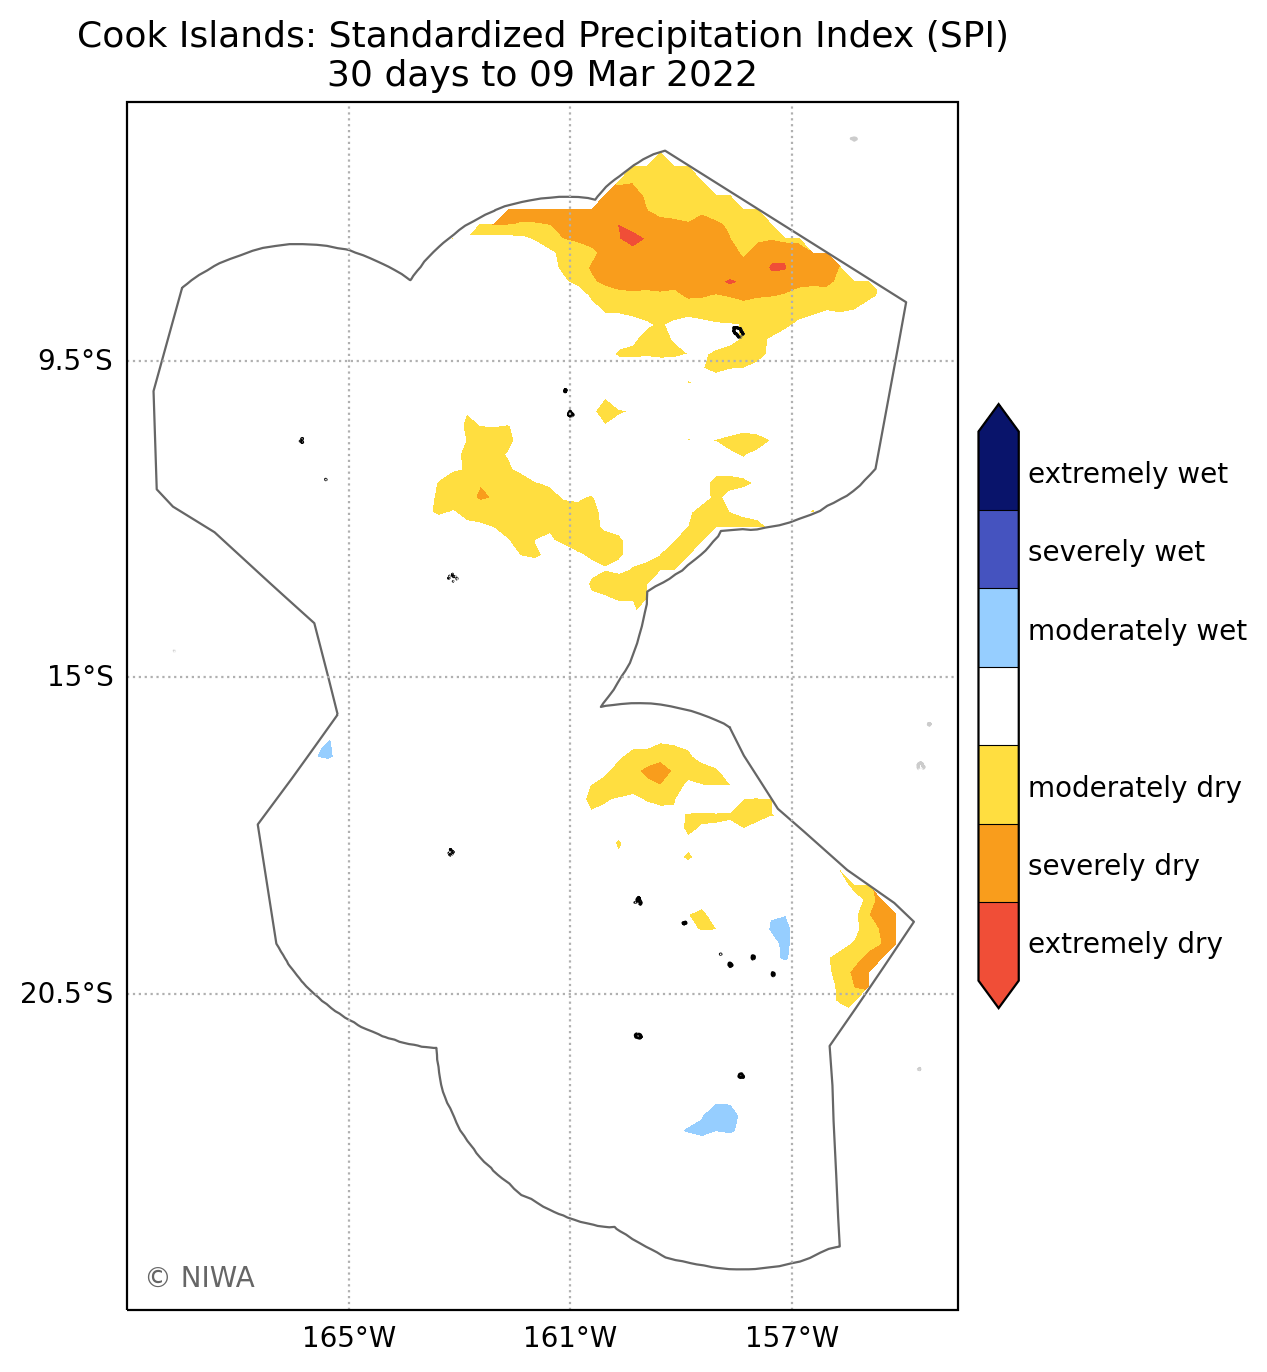 Cook Islands: Standardized Precipitation Index (SPI)
30 days to 09 Mar 2022
9.5°S
15°S
20.5°S
165°W
161°W
157°W
extremely wet
severely wet
moderately wet
moderately dry
severely dry
extremely dry
© NIWA